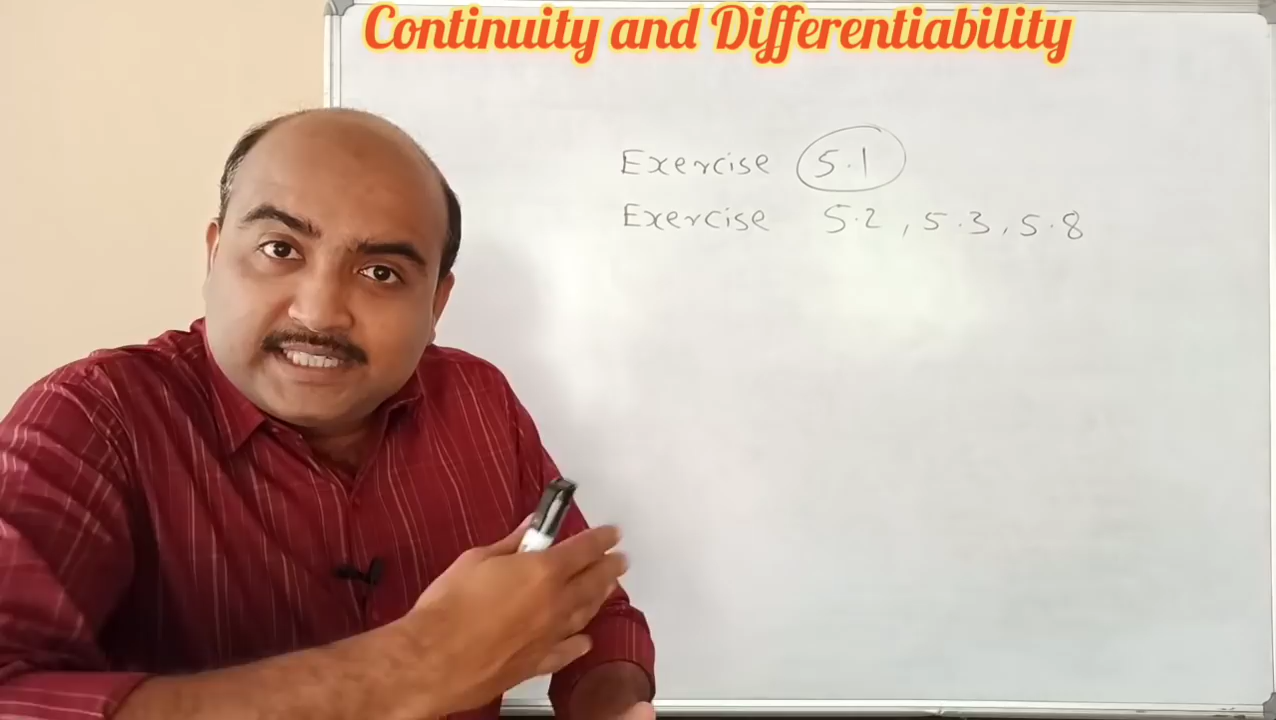 Continuity and Differentiability
Exercise 5.1
Exercise 5.2, 5.3, 5.8